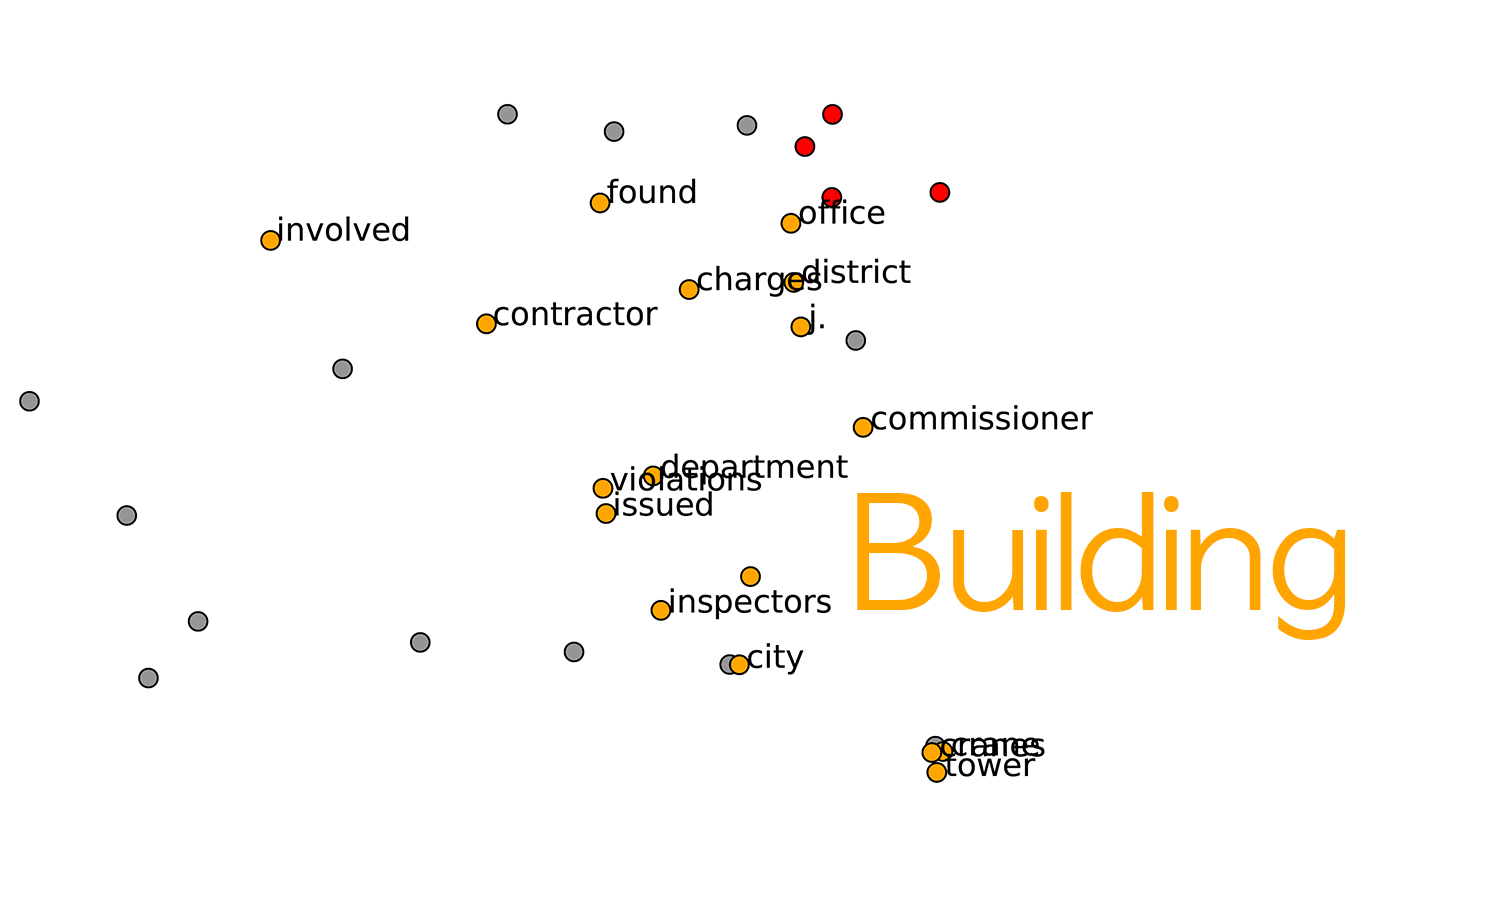 found
involved
office
district
charges
contractor
j.
commissioner
department
violations
issued
Building
inspectors
city
crane
cranes
tower